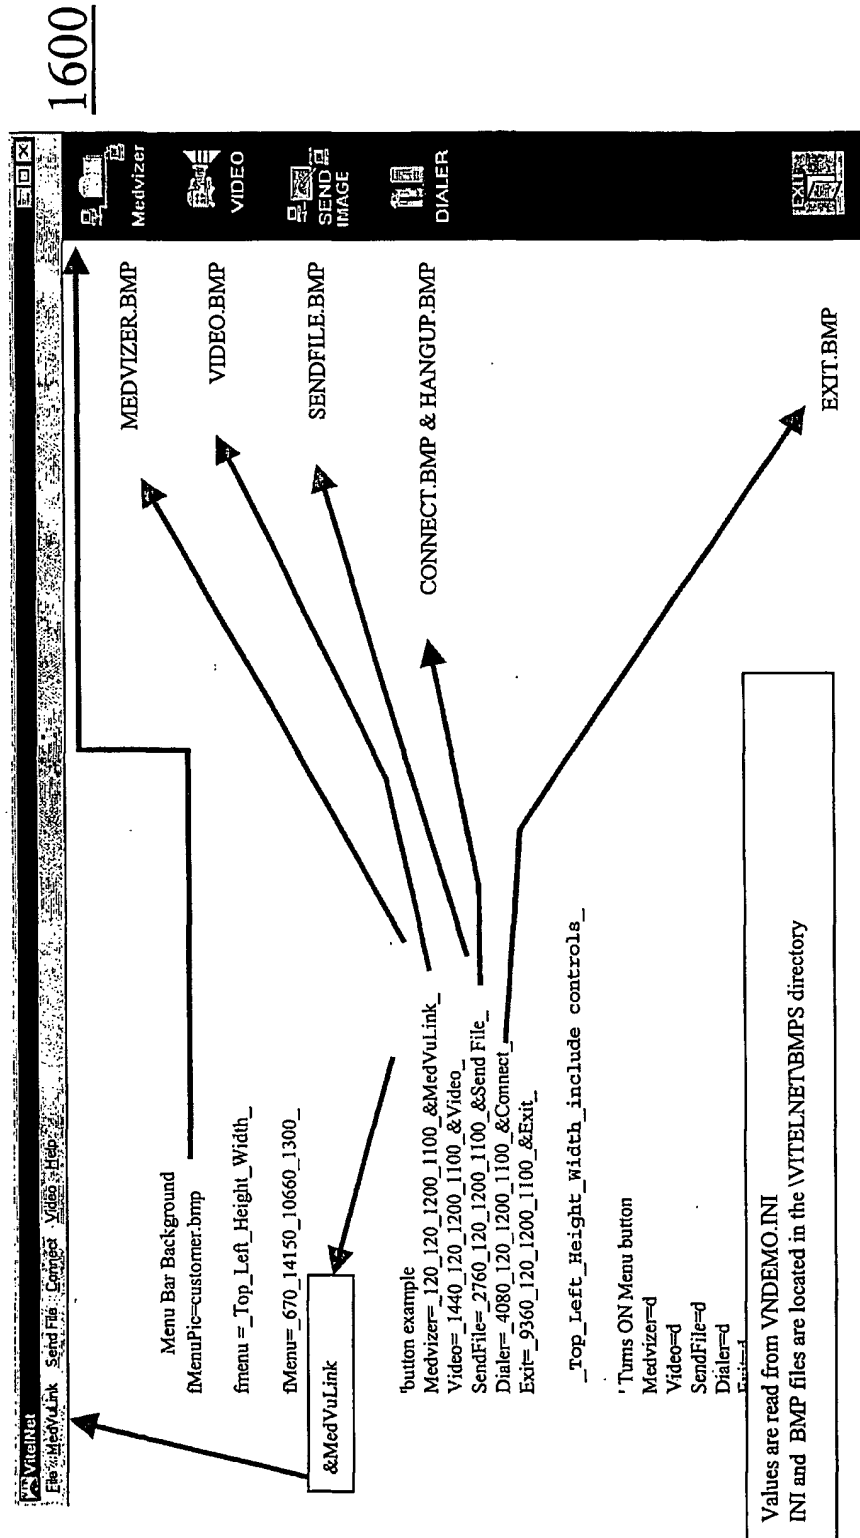 1600
VitelNet
File MedVuLink Send File Connect Video Help
Medvizer
VIDEO
SEND
IMAGE
DIALER
EXIT
Menu Bar Background
fMenuPic=customer.bmp
fmenu =_Top_Left_Height_Width_
fMenu=_670_14150_10660_1300_
&MedVuLink
'button example
Medvizer=_120_120_1200_1100_&MedVuLink_
Video=_1440_120_1200_1100_&Video_
SendFile=_2760_120_1200_1100_&Send File_
Dialer=_4080_120_1200_1100_&Connect_
Exit=_9360_120_1200_1100_&Exit_
_Top_Left_Height_Width_include controls_
'Turns ON Menu button
Medvizer=d
Video=d
SendFile=d
Dialer=d
Exit=d
MEDVIZER.BMP
VIDEO.BMP
SENDFILE.BMP
CONNECT.BMP & HANGUP.BMP
EXIT.BMP
Values are read from VNDEMO.INI
INI and BMP files are located in the \VITELNET\BMPS directory